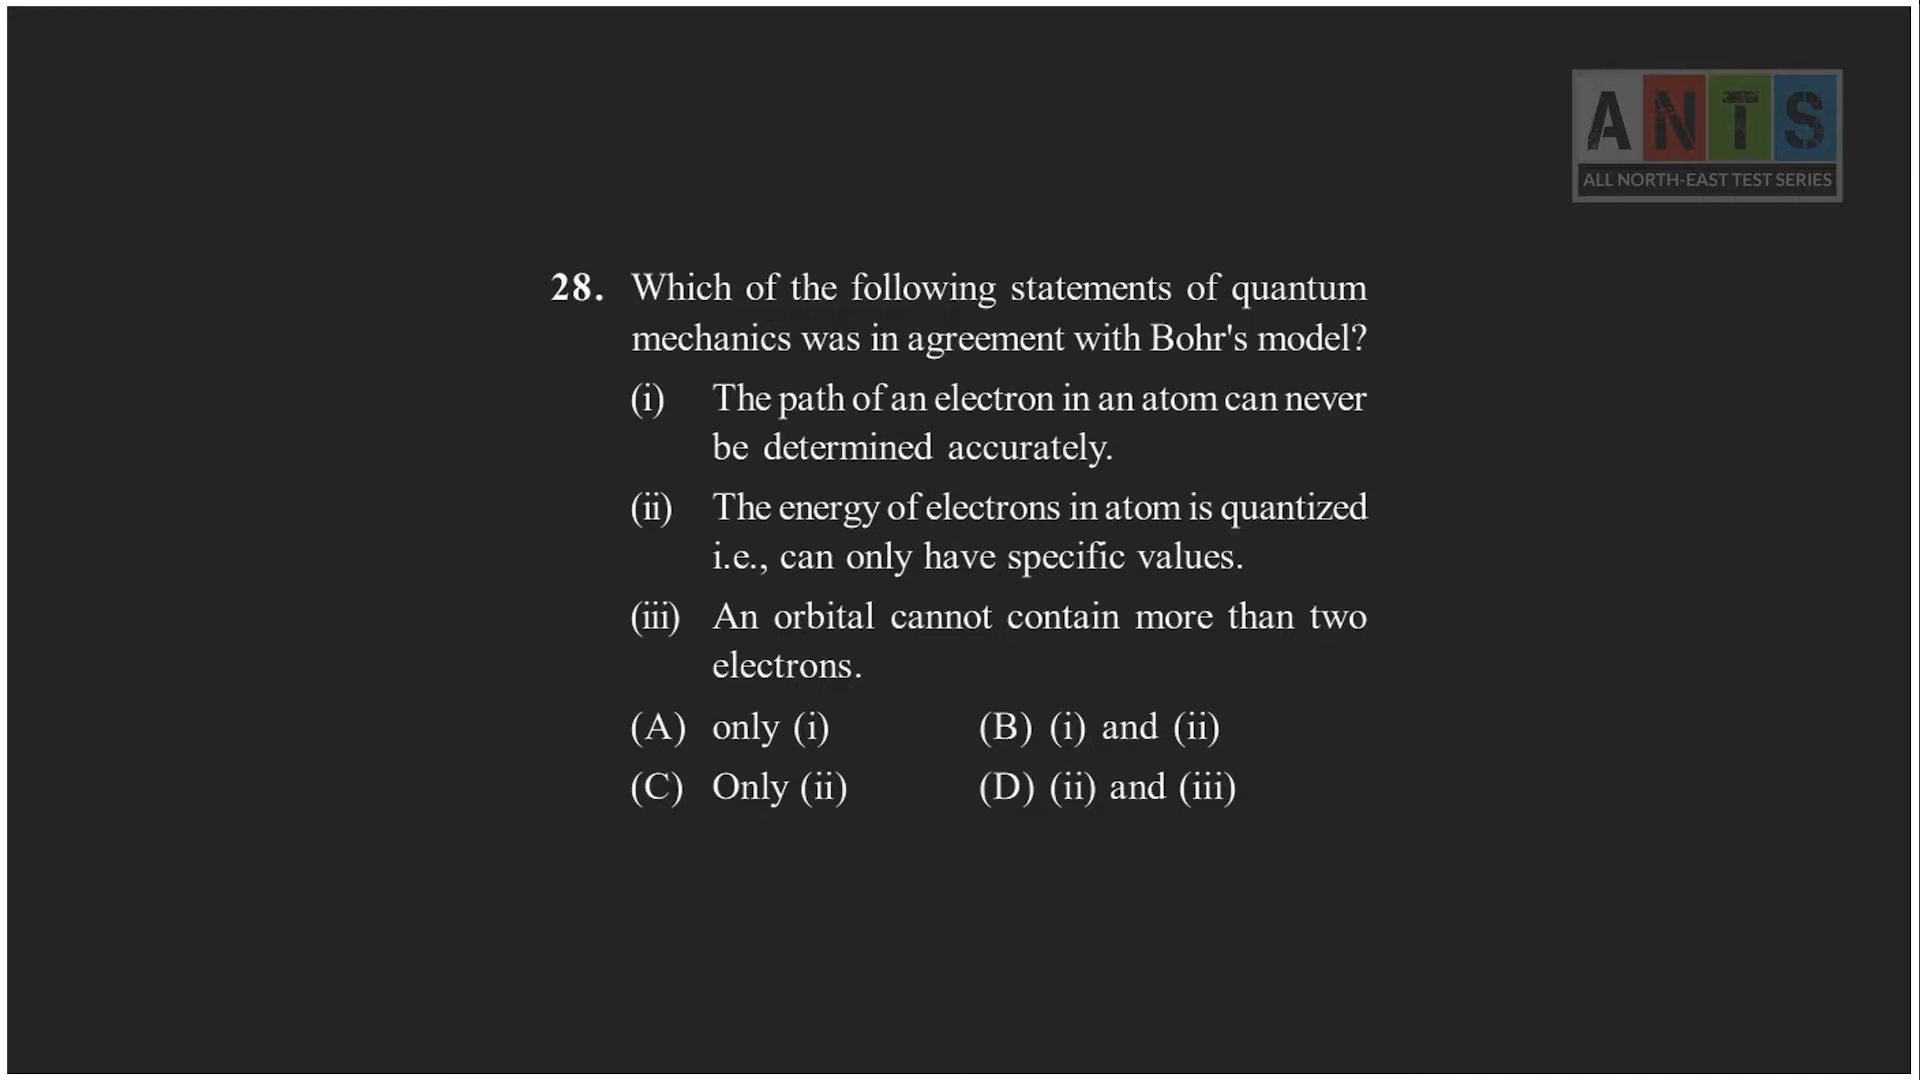 ANTS
ALL NORTH-EAST TEST SERIES
28. Which of the following statements of quantum
mechanics was in agreement with Bohr's model?
(i) The path of an electron in an atom can never
be determined accurately.
(ii) The energy of electrons in atom is quantized
i.e., can only have specific values.
(iii) An orbital cannot contain more than two
electrons.
(A) only (i) (B) (i) and (ii)
(C) Only (ii) (D) (ii) and (iii)